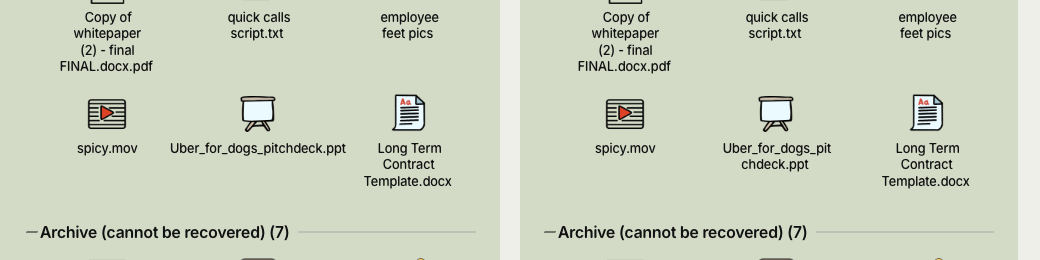 Copy of
whitepaper
(2) - final
FINAL.docx.pdf
quick calls
script.txt
employee
feet pics
spicy.mov
Uber_for_dogs_pitchdeck.ppt
Aa
Long Term
Contract
Template.docx
Archive (cannot be recovered) (7)
Copy of
whitepaper
(2) - final
FINAL.docx.pdf
quick calls
script.txt
employee
feet pics
spicy.mov
Uber_for_dogs_pit
chdeck.ppt
Aa
Long Term
Contract
Template.docx
Archive (cannot be recovered) (7)